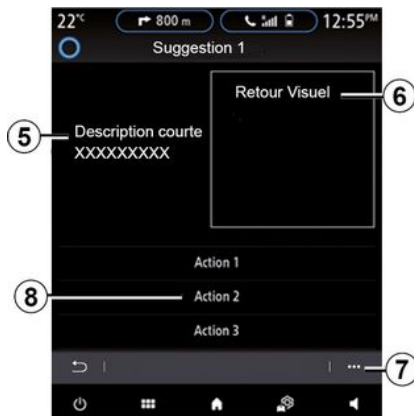 22°C 800 m 12:55PM
Suggestion 1
Retour Visuel
6
5
Description courte
XXXXXXXXX
Action 1
8
Action 2
Action 3
7